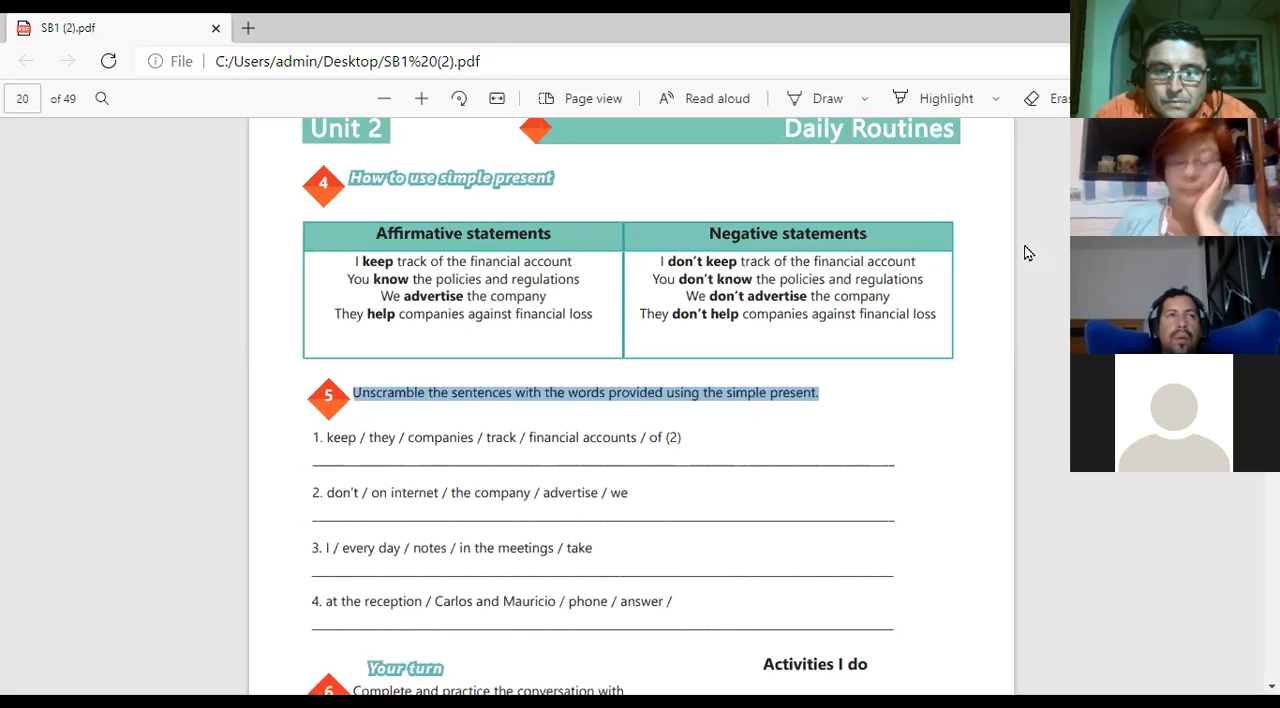 SB1 (2).pdf
File
C:/Users/admin/Desktop/SB1%20(2).pdf
20 of 49
Page view
Read aloud
Draw
Highlight
Eras
Unit 2
Daily Routines
4 How to use simple present
Affirmative statements
I keep track of the financial account
You know the policies and regulations
We advertise the company
They help companies against financial loss
Negative statements
I don't keep track of the financial account
You don't know the policies and regulations
We don't advertise the company
They don't help companies against financial loss
5 Unscramble the sentences with the words provided using the simple present.
1. keep / they / companies / track / financial accounts / of (2)
2. don't / on internet / the company / advertise / we
3. I / every day / notes / in the meetings / take
4. at the reception / Carlos and Mauricio / phone / answer /
Your turn
Activities I do
6 Complete and practice the conversation with